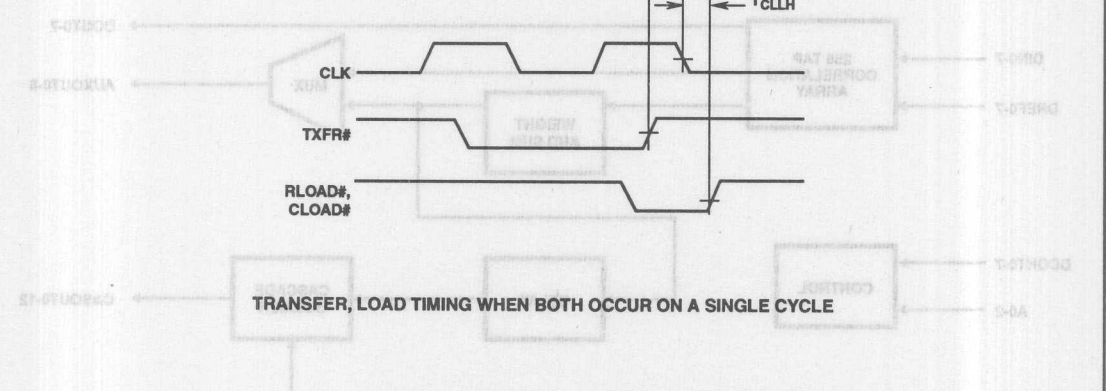 TCLLH
CLK
TXFR#
RLOAD#,
CLOAD#
TRANSFER, LOAD TIMING WHEN BOTH OCCUR ON A SINGLE CYCLE
DOUT0-7
AUXOUT0-8
MUX
256 TAP
CORRELATION
ARRAY
DIN0-7
DREF0-7
WEIGHT
AND SUM
CASCADE
CASOUT0-12
CONTROL
DCONT0-7
A0-2